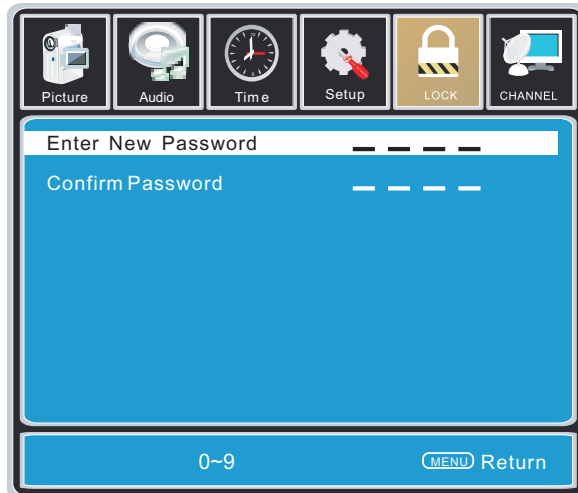 Picture
Audio
Time
Setup
LOCK
CHANNEL
Enter New Password _ _ _ _
Confirm Password _ _ _ _
0~9
MENU Return